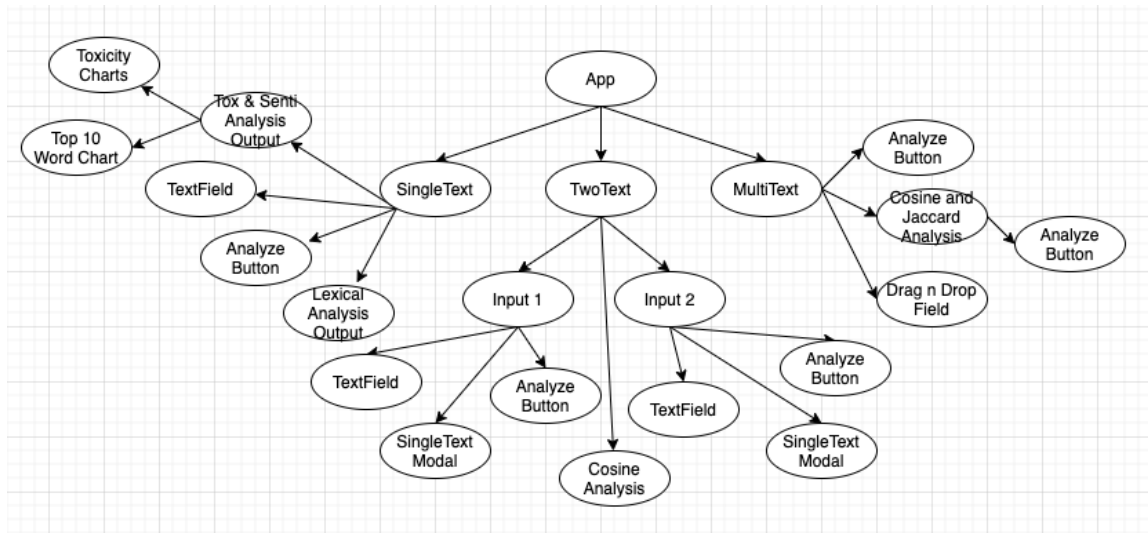 App
Toxicity
Charts
Tox & Senti
Analysis
Output
Top 10
Word Chart
TextField
SingleText
TwoText
MultiText
Analyze
Button
Cosine and
Jaccard
Analysis
Analyze
Button
Analyze
Button
Lexical
Analysis
Output
Input 1
Input 2
Drag n Drop
Field
TextField
Analyze
Button
SingleText
Modal
Cosine
Analysis
TextField
Analyze
Button
SingleText
Modal